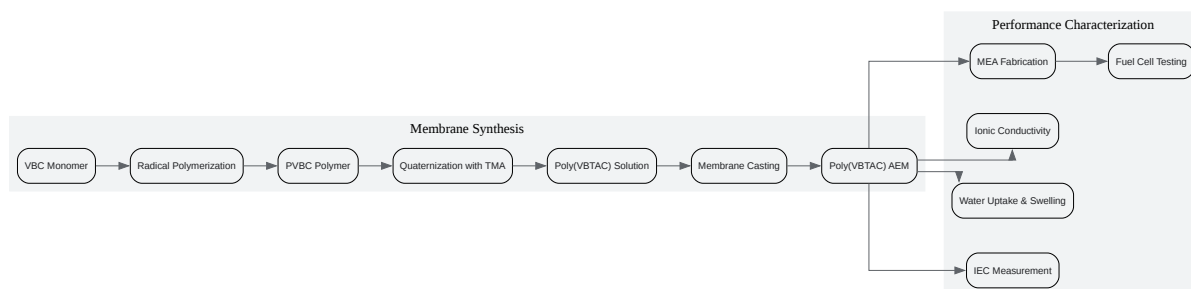 Performance Characterization
MEA Fabrication
Fuel Cell Testing
Membrane Synthesis
Ionic Conductivity
VBC Monomer
Radical Polymerization
PVBC Polymer
Quaternization with TMA
Poly(VBTAC) Solution
Membrane Casting
Poly(VBTAC) AEM
Water Uptake & Swelling
IEC Measurement